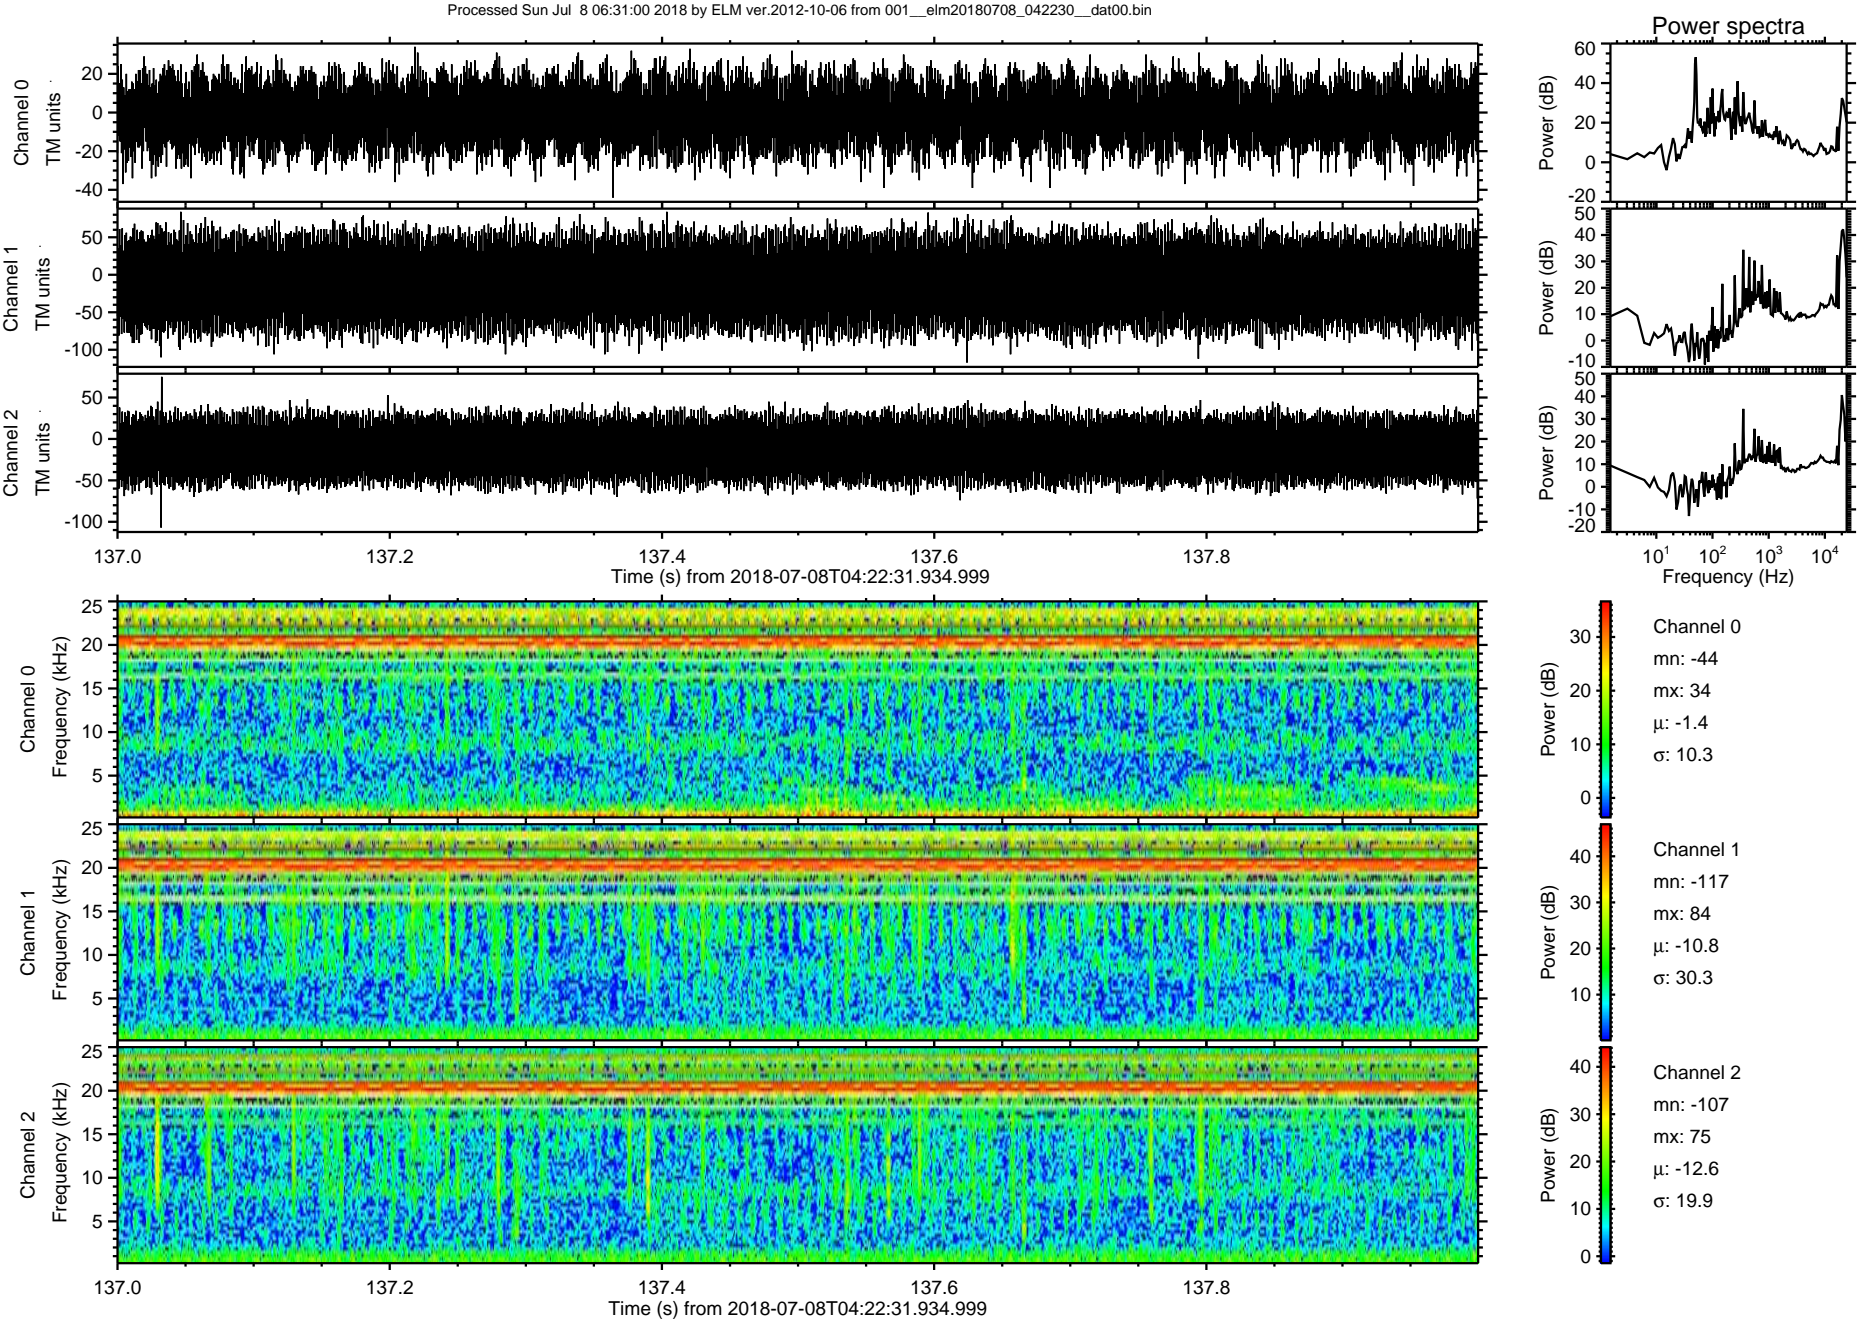 Processed Sun Jul  8 06:31:00 2018 by ELM ver.2012-10-06 from 001__elm20180708_042230__dat00.bin
Power spectra
Channel 0
TM units
20
0
-20
-40
Power (dB)
60
40
20
0
-20
Channel 1
TM units
50
0
-50
-100
Power (dB)
50
40
30
20
10
0
-10
Channel 2
TM units
50
0
-50
-100
Power (dB)
50
40
30
20
10
0
-10
-20
137.0 137.2 137.4 137.6 137.8
Time (s) from 2018-07-08T04:22:31.934.999
10^1 10^2 10^3 10^4
Frequency (Hz)
Channel 0
Frequency (kHz)
25
20
15
10
5
Power (dB)
30
20
10
0
Channel 0
mn: -44
mx: 34
μ: -1.4
σ: 10.3
Channel 1
Frequency (kHz)
25
20
15
10
5
Power (dB)
40
30
20
10
Channel 1
mn: -117
mx: 84
μ: -10.8
σ: 30.3
Channel 2
Frequency (kHz)
25
20
15
10
5
Power (dB)
40
30
20
10
0
Channel 2
mn: -107
mx: 75
μ: -12.6
σ: 19.9
137.0 137.2 137.4 137.6 137.8
Time (s) from 2018-07-08T04:22:31.934.999